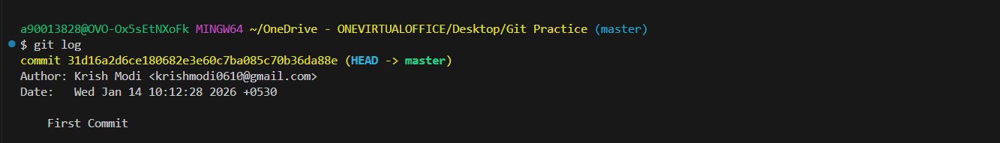 a90013828@OVO-Ox5sEtNXoFk MINGW64 ~/OneDrive - ONEVIRTUALOFFICE/Desktop/Git Practice (master)
$ git log
commit 31d16a2d6ce180682e3e60c7ba085c70b36da88e (HEAD -> master)
Author: Krish Modi <krishmodi0610@gmail.com>
Date:   Wed Jan 14 10:12:28 2026 +0530
    First Commit